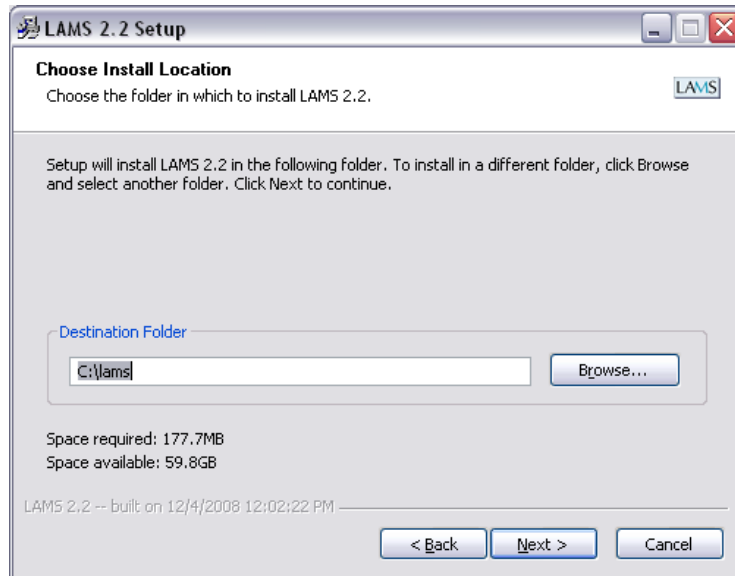 LAMS 2.2 Setup
Choose Install Location
Choose the folder in which to install LAMS 2.2.
LAMS
Setup will install LAMS 2.2 in the following folder. To install in a different folder, click Browse
and select another folder. Click Next to continue.
Destination Folder
C:\lams
Browse...
Space required: 177.7MB
Space available: 59.8GB
LAMS 2.2 -- built on 12/4/2008 12:02:22 PM
< Back
Next >
Cancel